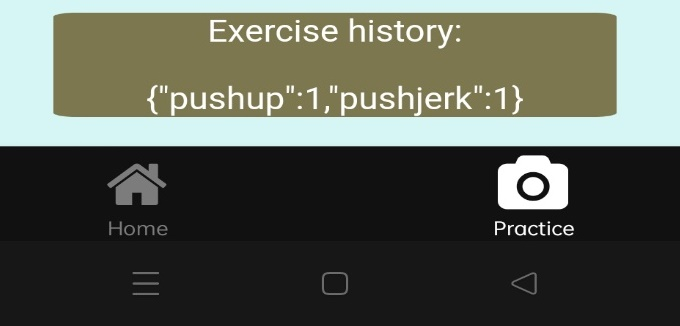 Exercise history:
{"pushup":1,"pushjerk":1}
Home
Practice